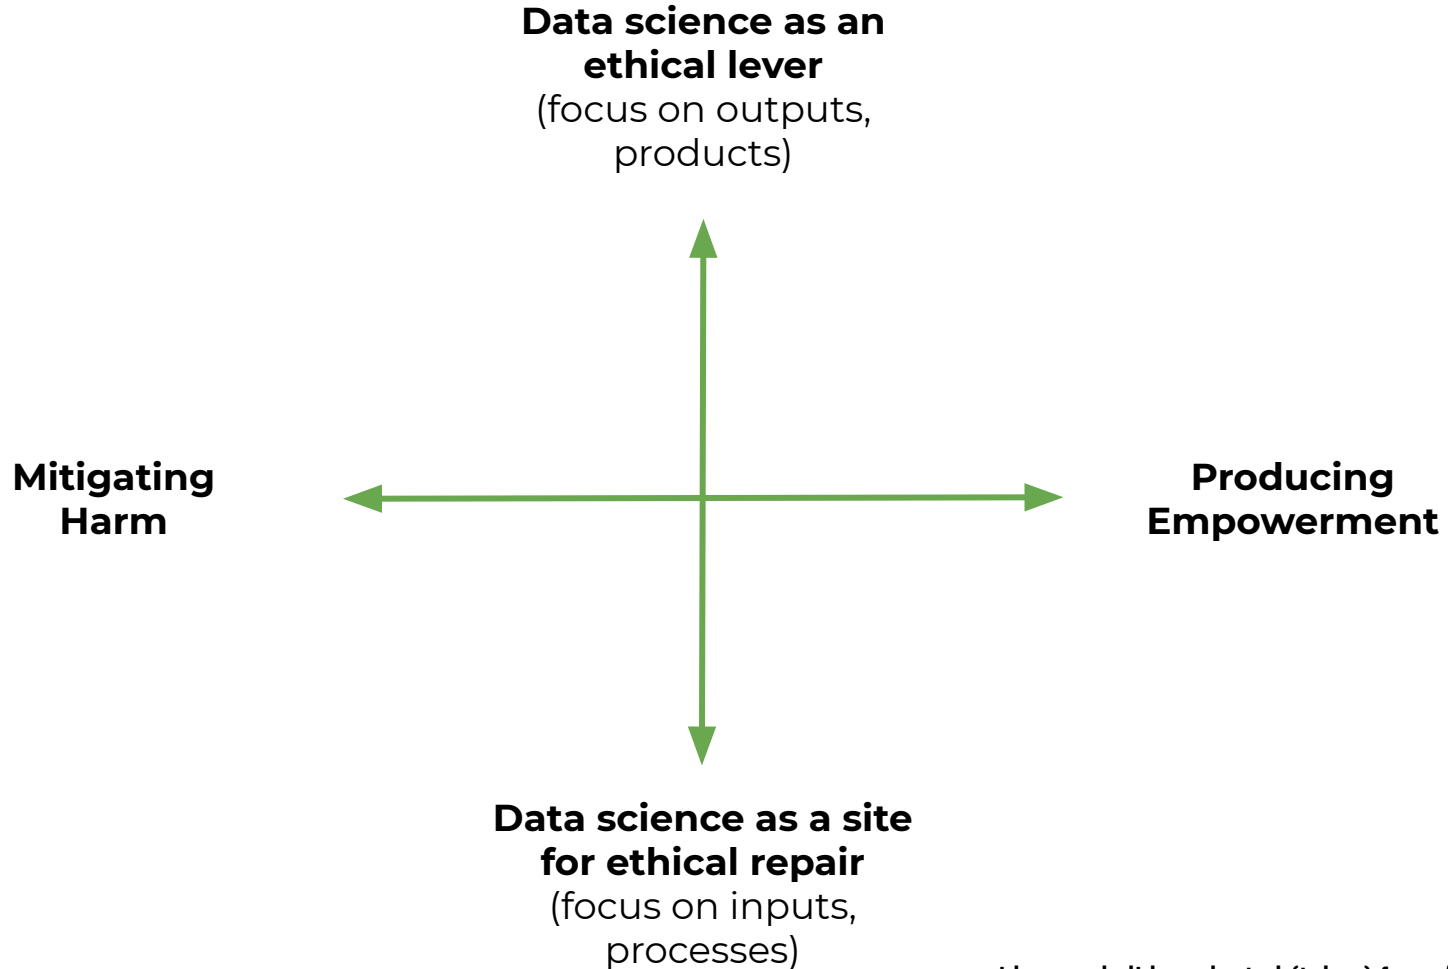 Data science as an
ethical lever
(focus on outputs,
products)
Mitigating
Harm
Producing
Empowerment
Data science as a site
for ethical repair
(focus on inputs,
processes)